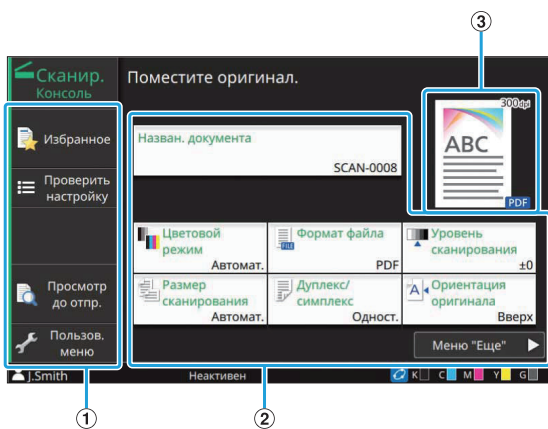 ③
Сканир.
Консоль
Поместите оригинал.
300dpi
ABC
PDF
Избранное
Проверить
настройку
Просмотр
до отпр.
Пользов.
меню
Назван. документа
SCAN-0008
Цветовой
режим
Автомат.
Формат файла
FILE
PDF
Уровень
сканирования
±0
Размер
сканирования
Автомат.
Дуплекс/
симплекс
Одност.
A
Ориентация
оригинала
Вверх
Меню "Еще"
J.Smith
Неактивен
K C M Y G
① ②